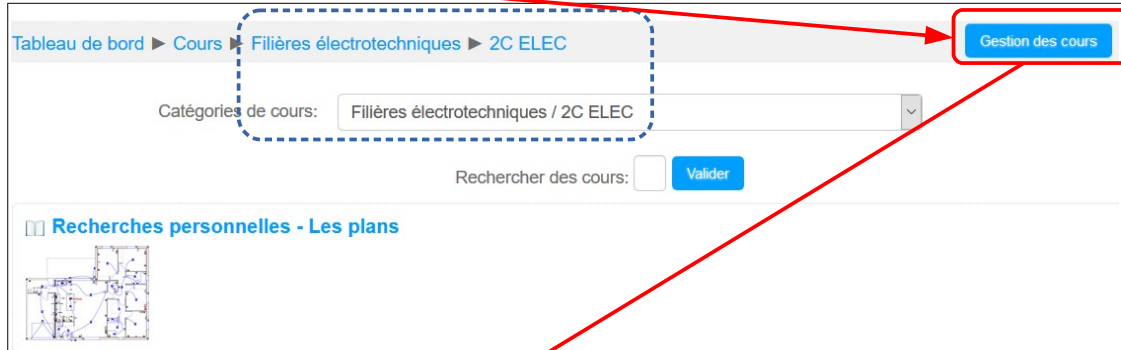 Tableau de bord ► Cours ► Filières électrotechniques ► 2C ELEC
Gestion des cours
Catégories de cours: Filières électrotechniques / 2C ELEC
Rechercher des cours: Valider
Recherches personnelles - Les plans